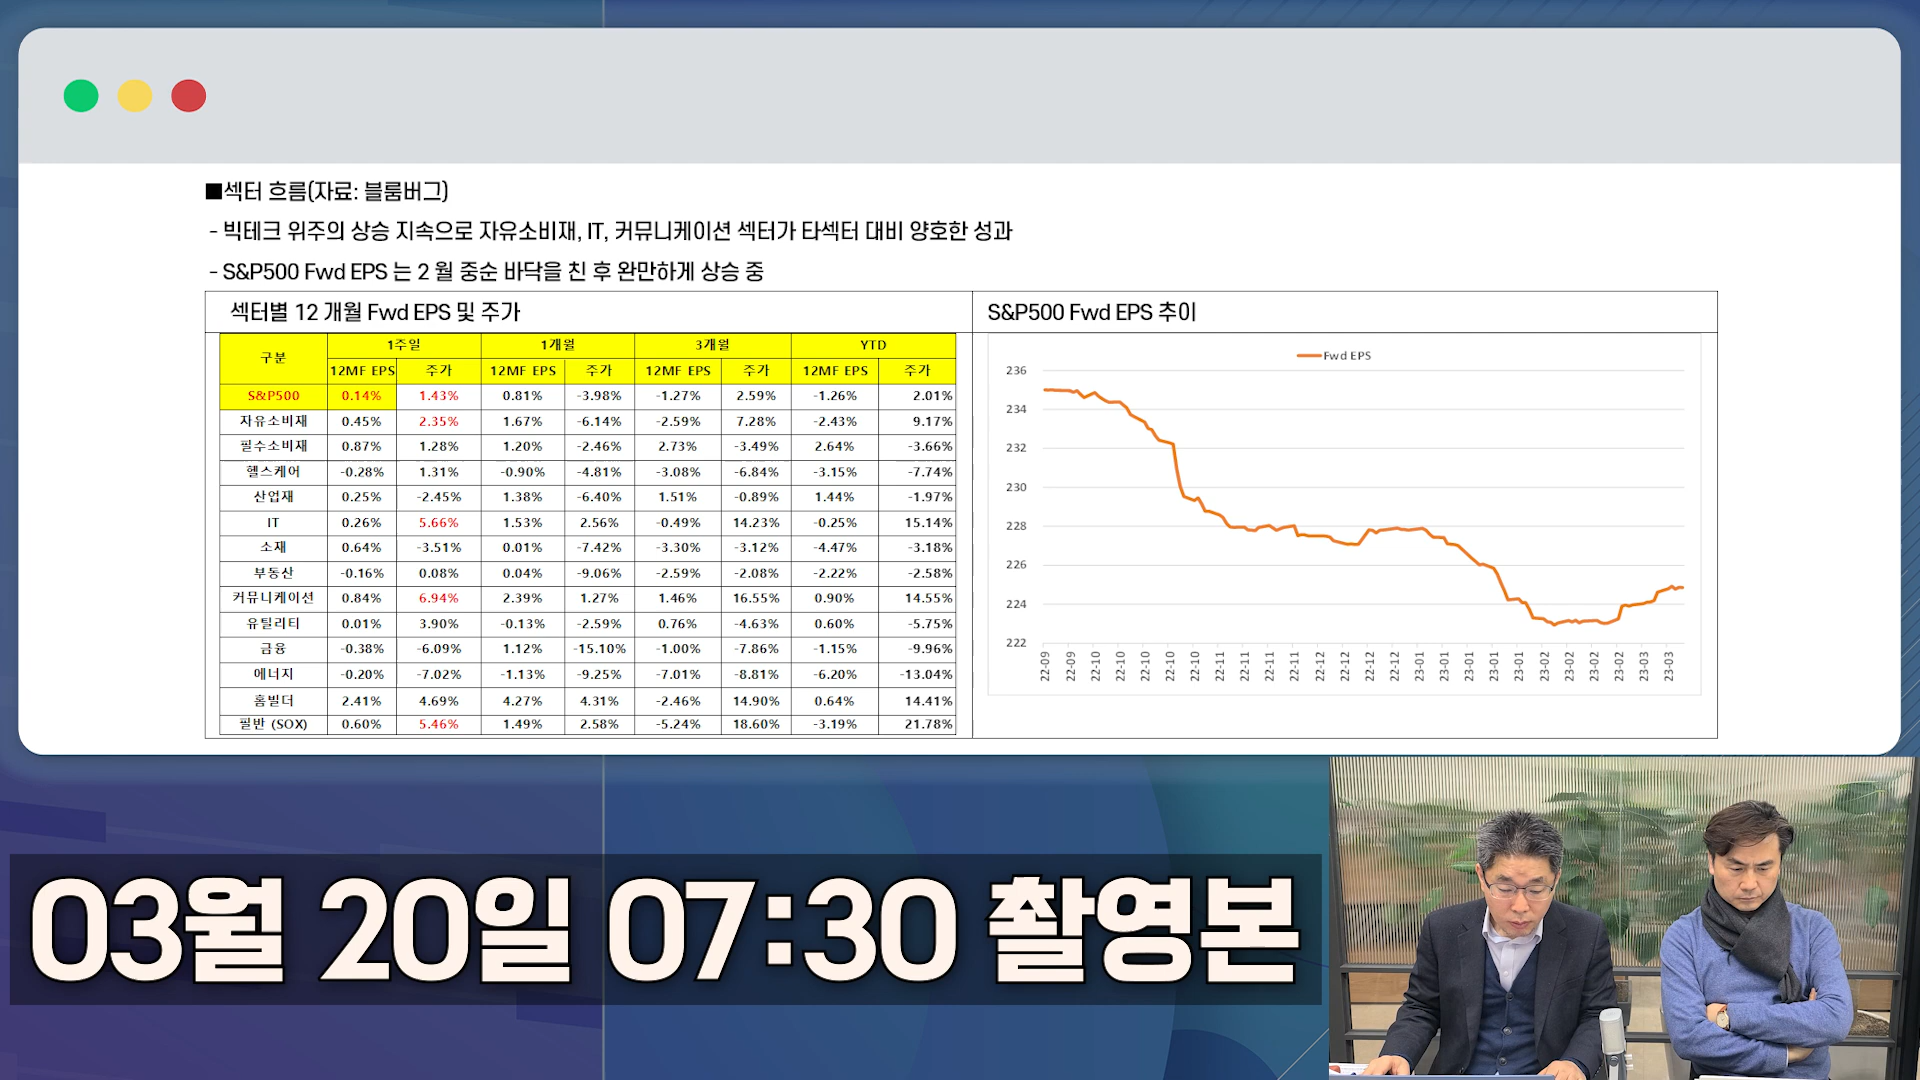 ■섹터 흐름(자료: 블룸버그)
- 빅테크 위주의 상승 지속으로 자유소비재, IT, 커뮤니케이션 섹터가 타섹터 대비 양호한 성과
- S&P500 Fwd EPS 는 2 월 중순 바닥을 친 후 완만하게 상승 중
섹터별 12 개월 Fwd EPS 및 주가
구분 1주일 1개월 3개월 YTD
12MF EPS 주가 12MF EPS 주가 12MF EPS 주가 12MF EPS 주가
S&P500 0.14% 1.43% 0.81% -3.98% -1.27% 2.59% -1.26% 2.01%
자유소비재 0.45% 2.35% 1.67% -6.14% -2.59% 7.28% -2.43% 9.17%
필수소비재 0.87% 1.28% 1.20% -2.46% 2.73% -3.49% 2.64% -3.66%
헬스케어 -0.28% 1.31% -0.90% -4.81% -3.08% -6.84% -3.15% -7.74%
산업재 0.25% -2.45% 1.38% -6.40% 1.51% -0.89% 1.44% -1.97%
IT 0.26% 5.66% 1.53% 2.56% -0.49% 14.23% -0.25% 15.14%
소재 0.64% -3.51% 0.01% -7.42% -3.30% -3.12% -4.47% -3.18%
부동산 -0.16% 0.08% 0.04% -9.06% -2.59% -2.08% -2.22% -2.58%
커뮤니케이션 0.84% 6.94% 2.39% 1.27% 1.46% 16.55% 0.90% 14.55%
유틸리티 0.01% 3.90% -0.13% -2.59% 0.76% -4.63% 0.60% -5.75%
금융 -0.38% -6.09% 1.12% -15.10% -1.00% -7.86% -1.15% -9.96%
에너지 -0.20% -7.02% -1.13% -9.25% -7.01% -8.81% -6.20% -13.04%
홈빌더 2.41% 4.69% 4.27% 4.31% -2.46% 14.90% 0.64% 14.41%
필반 (SOX) 0.60% 5.46% 1.49% 2.58% -5.24% 18.60% -3.19% 21.78%
S&P500 Fwd EPS 추이
Fwd EPS
236
234
232
230
228
226
224
222
22-09 22-09 22-10 22-10 22-10 22-10 22-10 22-11 22-11 22-11 22-11 22-12 22-12 22-12 22-12 23-01 23-01 23-01 23-01 23-01 23-02 23-02 23-02 23-02 23-03 23-03
03월 20일 07:30 촬영본